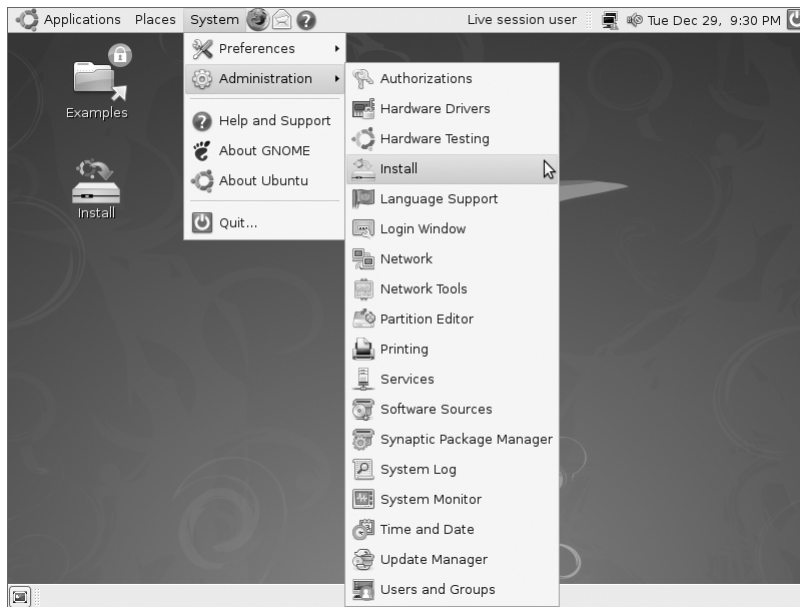 Applications Places System Live session user Tue Dec 29, 9:30 PM
Examples
Install
Preferences
Administration
Help and Support
About GNOME
About Ubuntu
Quit...
Authorizations
Hardware Drivers
Hardware Testing
Install
Language Support
Login Window
Network
Network Tools
Partition Editor
Printing
Services
Software Sources
Synaptic Package Manager
System Log
System Monitor
Time and Date
Update Manager
Users and Groups